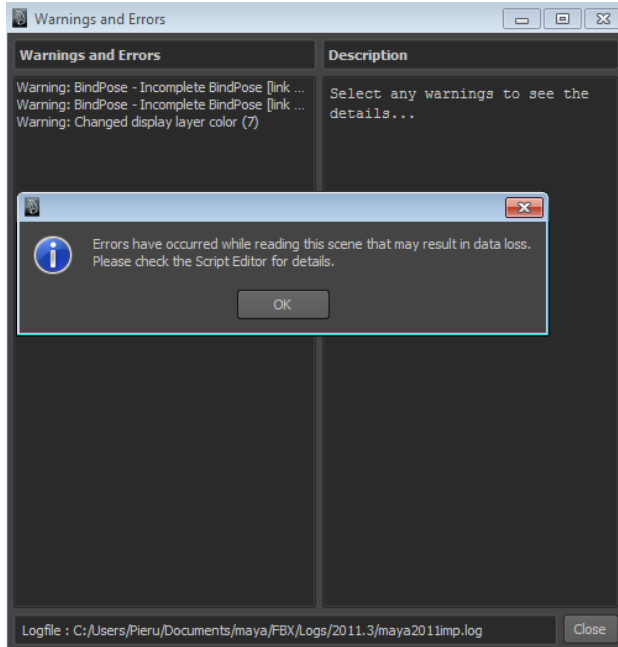 Warnings and Errors
Warnings and Errors
Description
Warning: BindPose - Incomplete BindPose [link ...
Warning: BindPose - Incomplete BindPose [link ...
Warning: Changed display layer color (7)
Select any warnings to see the
details...
Errors have occurred while reading this scene that may result in data loss.
Please check the Script Editor for details.
OK
Logfile : C:/Users/Pieru/Documents/maya/FBX/Logs/2011.3/maya2011imp.log
Close